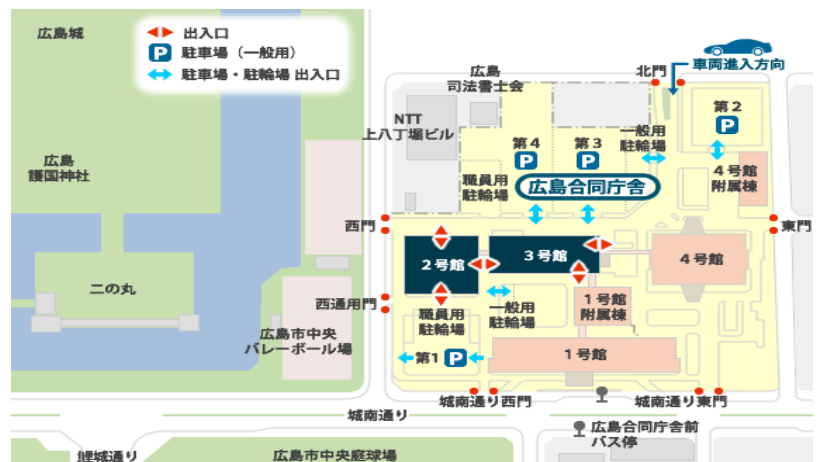 広島城
出入口
駐車場（一般用）
駐車場・駐輪場 出入口
車両進入方向
北門
広島
司法書士会
NTT
上八丁堀ビル
第2
P
第4
P
第3
P
一般用
駐輪場
広島
護国神社
職員用
駐輪場
広島合同庁舎
4号館
附属棟
西門
東門
2号館
3号館
4号館
二の丸
西通用門
職員用
駐輪場
一般用
駐輪場
1号館
附属棟
広島市中央
バレーボール場
第1 P
1号館
城南通り西門
城南通り東門
城南通り
広島合同庁舎前
バス停
鯉城通り
広島市中央庭球場